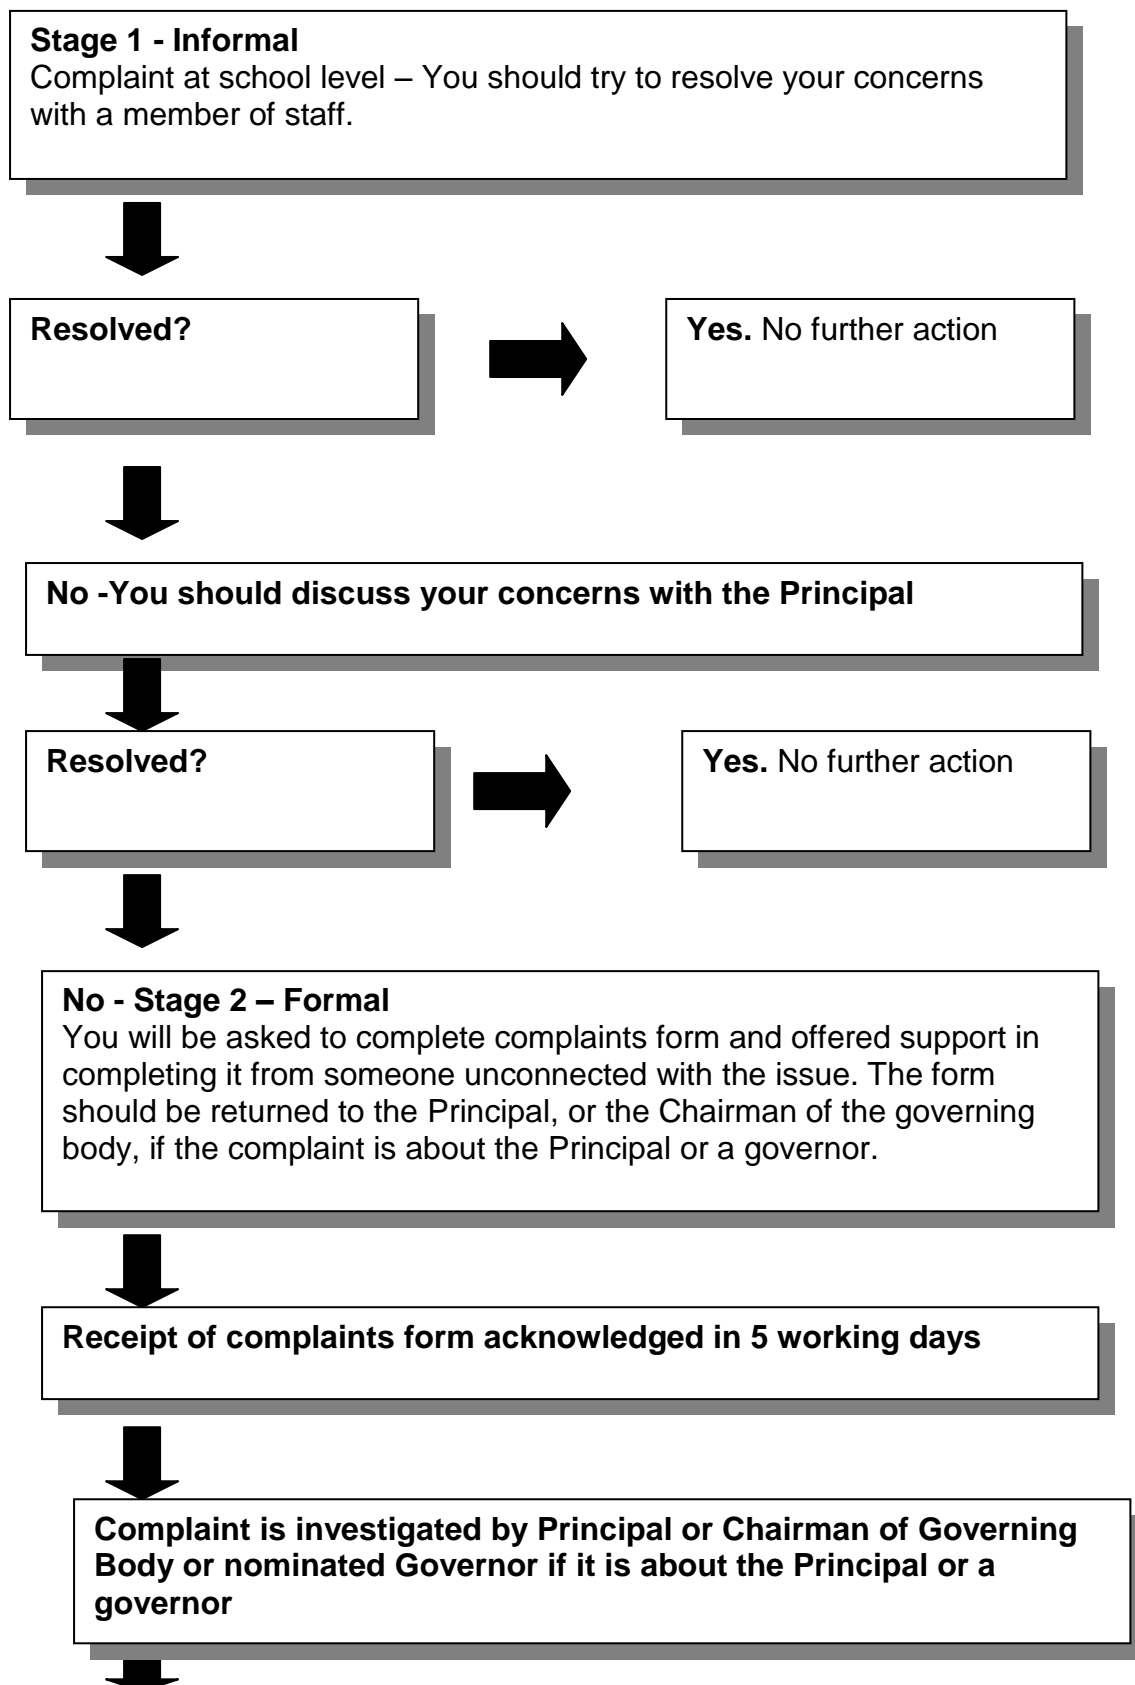 Stage 1 - Informal
Complaint at school level – You should try to resolve your concerns
with a member of staff.
Resolved?
Yes. No further action
No -You should discuss your concerns with the Principal
Resolved?
Yes. No further action
No - Stage 2 – Formal
You will be asked to complete complaints form and offered support in
completing it from someone unconnected with the issue. The form
should be returned to the Principal, or the Chairman of the governing
body, if the complaint is about the Principal or a governor.
Receipt of complaints form acknowledged in 5 working days
Complaint is investigated by Principal or Chairman of Governing
Body or nominated Governor if it is about the Principal or a
governor